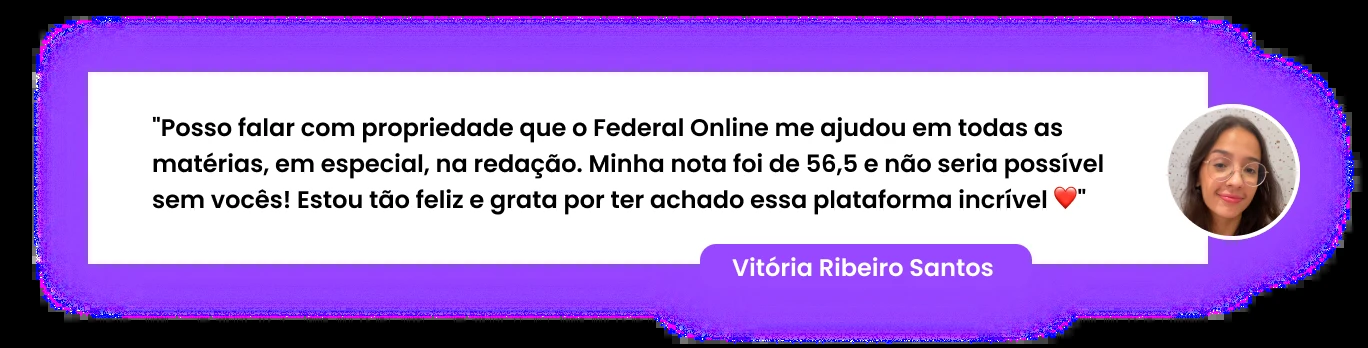 "Posso falar com propriedade que o Federal Online me ajudou em todas as
matérias, em especial, na redação. Minha nota foi de 56,5 e não seria possível
sem vocês! Estou tão feliz e grata por ter achado essa plataforma incrível ❤️"
Vitória Ribeiro Santos